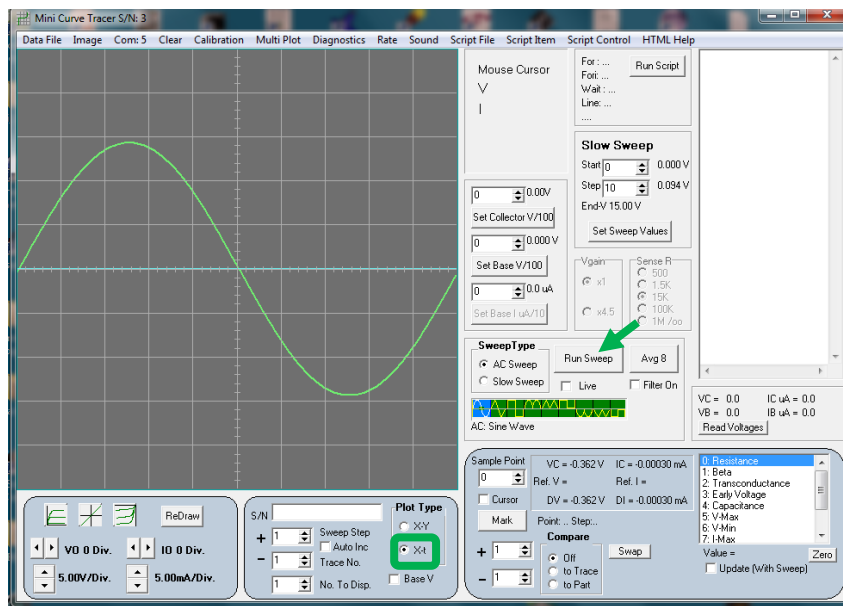 Mini Curve Tracer S/N: 3
Data File Image Com: 5 Clear Calibration Multi Plot Diagnostics Rate Sound Script File Script Item Script Control HTML Help
Mouse Cursor
V
I
For : ...
Fori: ...
Wait : ...
Line: ...
....
Run Script
Slow Sweep
Start 0 0.000 V
Step 10 0.094 V
End-V 15.00 V
Set Sweep Values
0 0.00V
Set Collector V/100
0 0.000 V
Set Base V/100
0 0.0 uA
Set Base I uA/10
Vgain
x1
x4.5
Sense R
500
1.5K
15K
100K
1M /oo
SweepType
AC Sweep
Slow Sweep
Run Sweep
Avg 8
Live
Filter On
AC: Sine Wave
VC = 0.0 IC uA = 0.0
VB = 0.0 IB uA = 0.0
Read Voltages
ReDraw
V0 0 Div. I0 0 Div.
5.00V/Div. 5.00mA/Div.
S/N
+ 1 Sweep Step
Auto Inc
- 1 Trace No.
1 No. To Disp.
Plot Type
X-Y
X-t
Base V
Sample Point
0
Cursor
Mark
VC = -0.362 V IC = -0.00030 mA
Ref. V = Ref. I =
DV = -0.362 V DI = -0.00030 mA
Point: .. Step:..
+ 1
- 1
Compare
Off
to Trace
to Part
Swap
0: Resistance
1: Beta
2: Transconductance
3: Early Voltage
4: Capacitance
5: V-Max
6: V-Min
7: I-Max
Value =
Zero
Update (With Sweep)